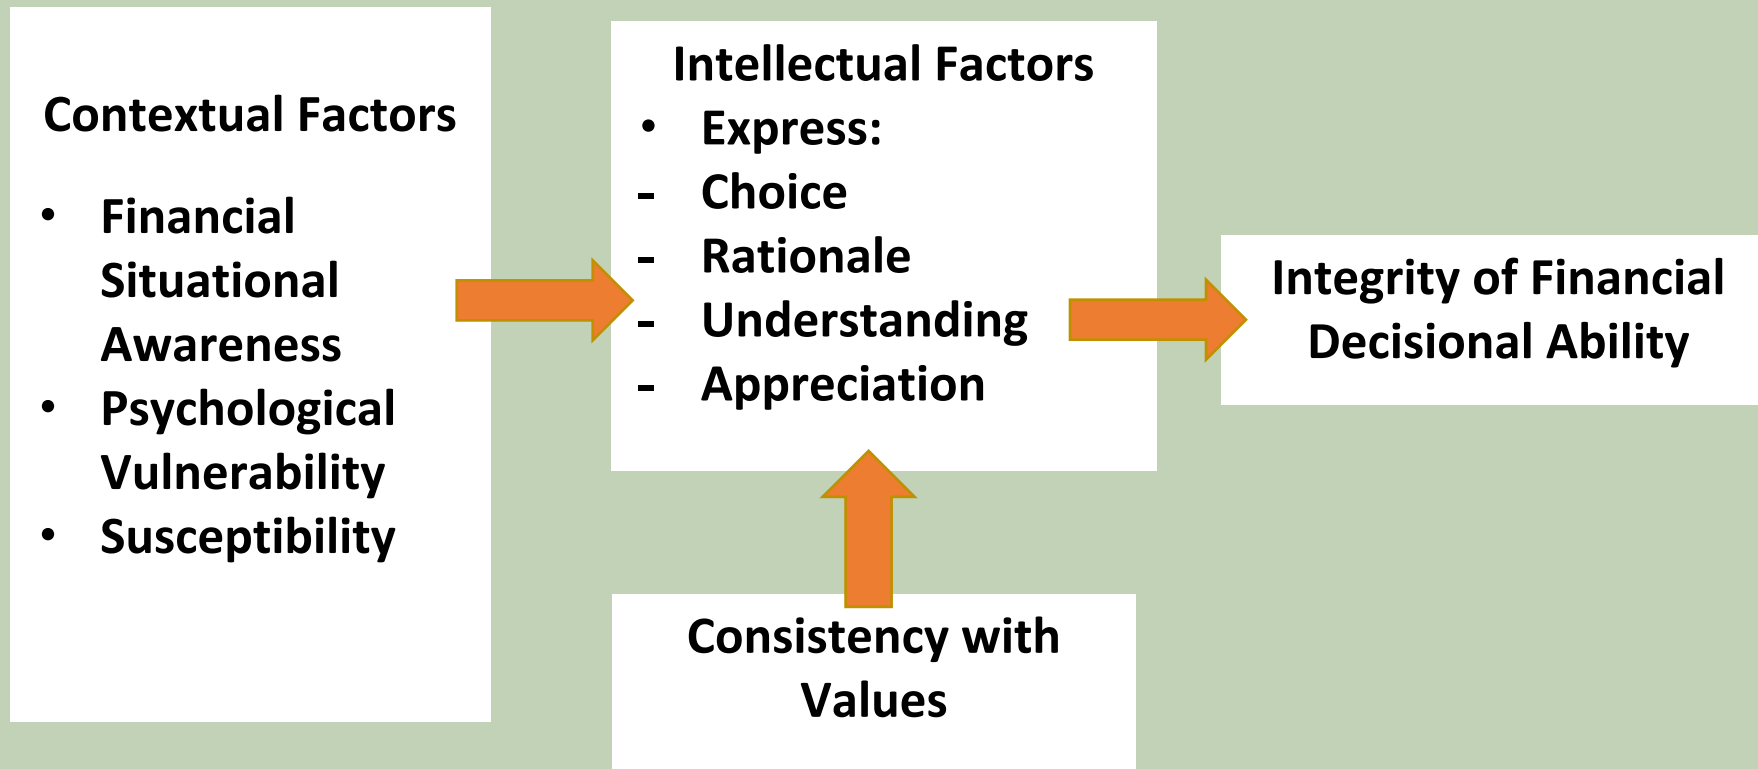 Contextual Factors
• Financial
Situational
Awareness
• Psychological
Vulnerability
• Susceptibility
Intellectual Factors
• Express:
- Choice
- Rationale
- Understanding
- Appreciation
Consistency with
Values
Integrity of Financial
Decisional Ability